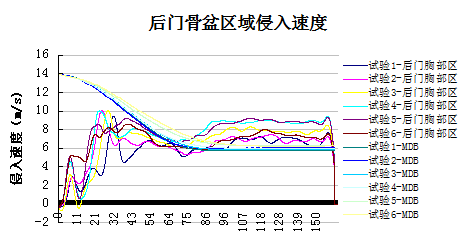 后门骨盆区域侵入速度
侵入速度(m/s)
16
14
12
10
8
6
4
2
0
-2
0 11 21 32 43 54 64 75 86 96 107 118 128 139 150
试验1-后门胸部区
试验2-后门胸部区
试验3-后门胸部区
试验4-后门胸部区
试验5-后门胸部区
试验6-后门胸部区
试验1-MDB
试验2-MDB
试验3-MDB
试验4-MDB
试验5-MDB
试验6-MDB